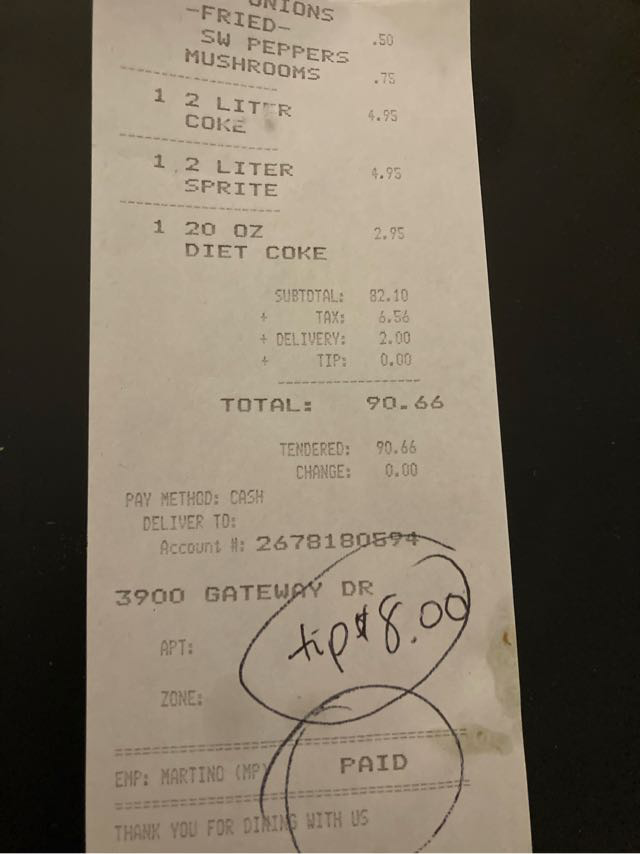 ONIONS
-FRIED-
SW PEPPERS .50
MUSHROOMS .75
1 2 LITER 4.95
COKE
1 2 LITER 4.95
SPRITE
1 20 OZ 2.95
DIET COKE
SUBTOTAL: 82.10
+ TAX: 6.56
+ DELIVERY: 2.00
+ TIP: 0.00
TOTAL: 90.66
TENDERED: 90.66
CHANGE: 0.00
PAY METHOD: CASH
DELIVER TO:
Account #: 2678180594
3900 GATEWAY DR
tip $8.00
APT:
ZONE:
EMP: MARTINO (MP)
PAID
THANK YOU FOR DINING WITH US